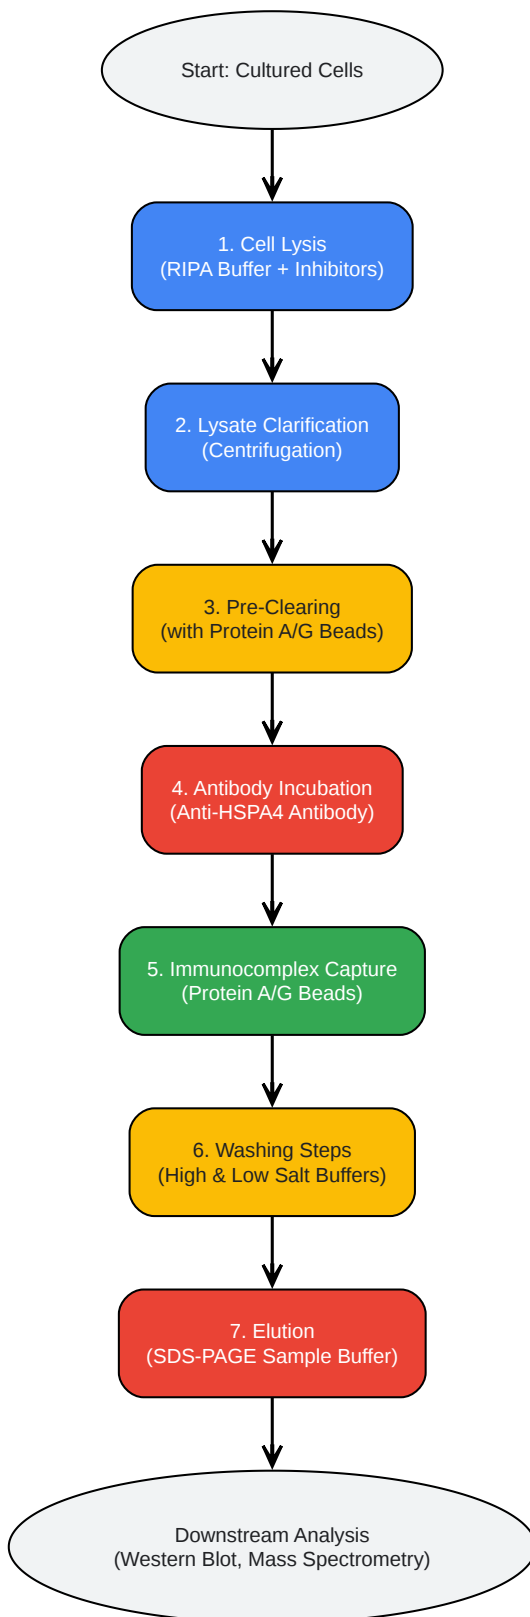 Start: Cultured Cells
1. Cell Lysis
(RIPA Buffer + Inhibitors)
2. Lysate Clarification
(Centrifugation)
3. Pre-Clearing
(with Protein A/G Beads)
4. Antibody Incubation
(Anti-HSPA4 Antibody)
5. Immunocomplex Capture
(Protein A/G Beads)
6. Washing Steps
(High & Low Salt Buffers)
7. Elution
(SDS-PAGE Sample Buffer)
Downstream Analysis
(Western Blot, Mass Spectrometry)